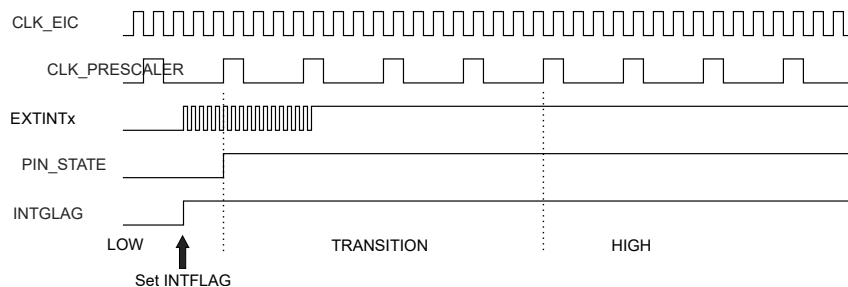 CLK_EIC
CLK_PRESCALER
EXTINTx
PIN_STATE
INTGLAG
LOW TRANSITION HIGH
Set INTFLAG